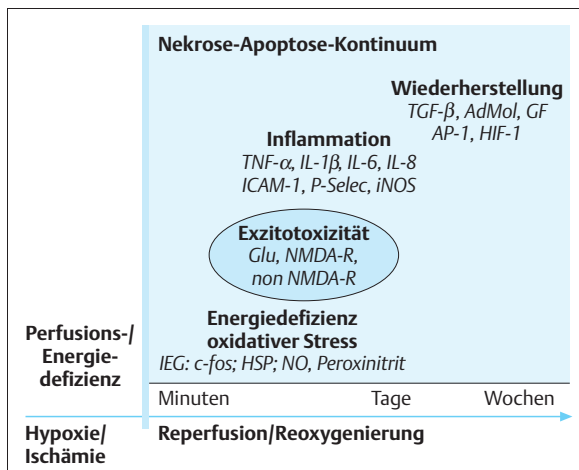 Nekrose-Apoptose-Kontinuum
Wiederherstellung
TGF-β, AdMol, GF
AP-1, HIF-1
Inflammation
TNF-α, IL-1β, IL-6, IL-8
ICAM-1, P-Selec, iNOS
Exzitotoxizität
Glu, NMDA-R,
non NMDA-R
Energiedefizienz
oxidativer Stress
IEG: c-fos; HSP; NO, Peroxinitrit
Perfusions-/
Energie-
defizienz
Minuten Tage Wochen
Hypoxie/
Ischämie
Reperfusion/Reoxygenierung